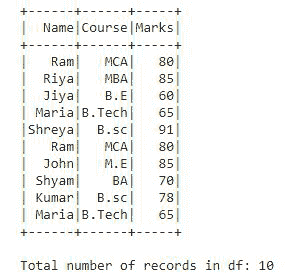 +------+------+-----+
|  Name|Course|Marks|
+------+------+-----+
|   Ram|   MCA|   80|
|  Riya|   MBA|   85|
|  Jiya|   B.E|   60|
| Maria|B.Tech|   65|
|Shreya|  B.sc|   91|
|   Ram|   MCA|   80|
|  John|   M.E|   85|
| Shyam|    BA|   70|
| Kumar|  B.sc|   78|
| Maria|B.Tech|   65|
+------+------+-----+
Total number of records in df: 10